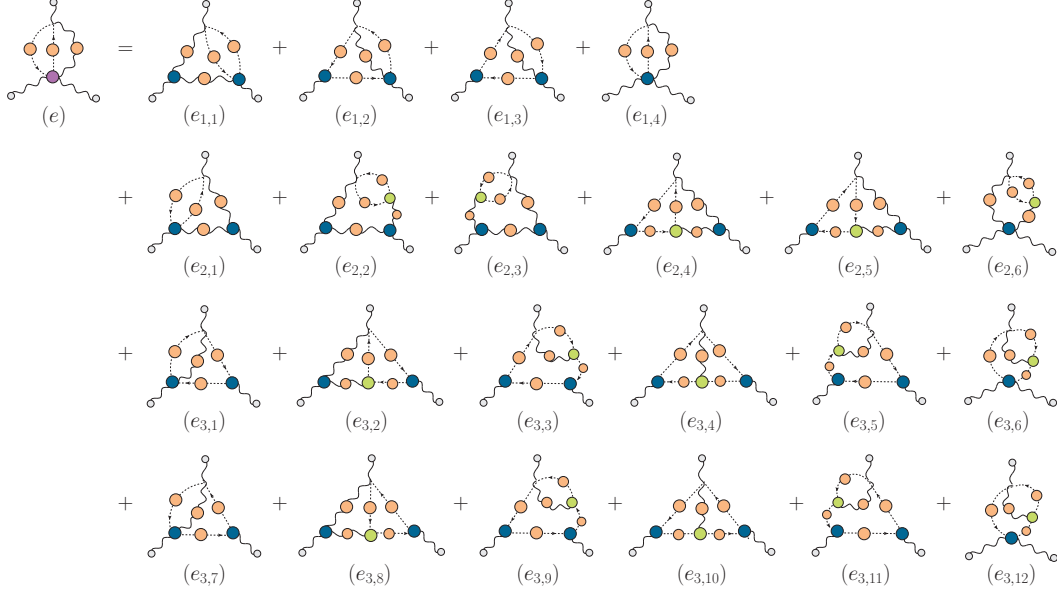 = + + + +
(e) (e1,1) (e1,2) (e1,3) (e1,4)
+ + + + + +
(e2,1) (e2,2) (e2,3) (e2,4) (e2,5) (e2,6)
+ + + + + +
(e3,1) (e3,2) (e3,3) (e3,4) (e3,5) (e3,6)
+ + + + + +
(e3,7) (e3,8) (e3,9) (e3,10) (e3,11) (e3,12)